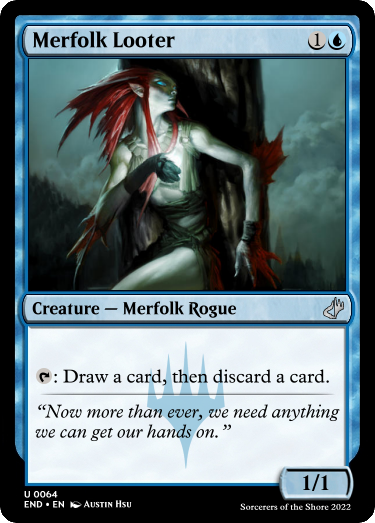 Merfolk Looter 1
Creature — Merfolk Rogue
: Draw a card, then discard a card.
“Now more than ever, we need anything
we can get our hands on.”
1/1
U 0064
END • EN Austin Hsu
Sorcerers of the Shore 2022